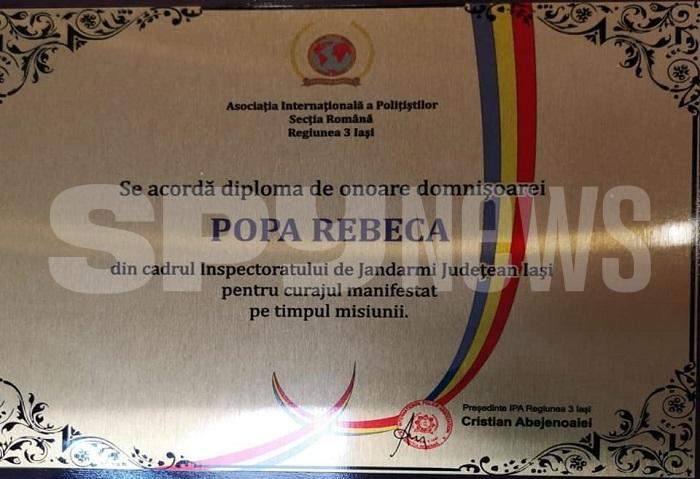 Asociația Internațională a Polițiștilor
Secția Română
Regiunea 3 Iași
Se acordă diploma de onoare domnișoarei
POPA REBECA
SPYNEWS
din cadrul Inspectoratului de Jandarmi Județean Iași
pentru curajul manifestat
pe timpul misiunii.
Președinte IPA Regiunea 3 Iași
Cristian Abejenoaiei